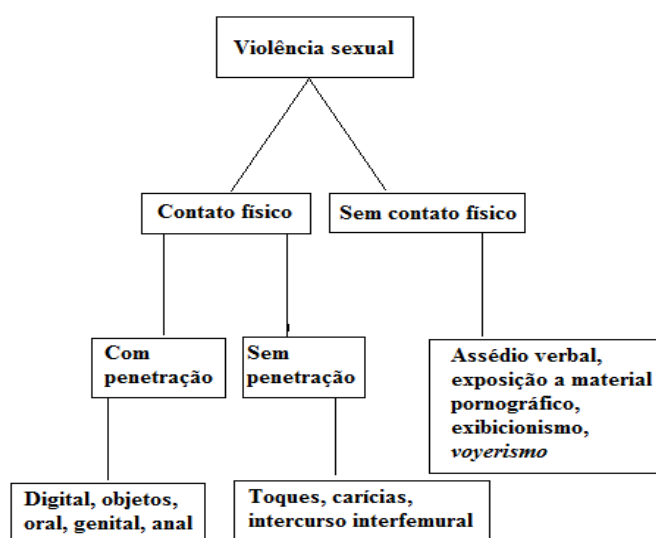 Violência sexual
Contato físico
Sem contato físico
Com
penetração
Sem
penetração
Assédio verbal,
exposição a material
pornográfico,
exibicionismo,
voyerismo
Digital, objetos,
oral, genital, anal
Toques, carícias,
intercurso interfemural